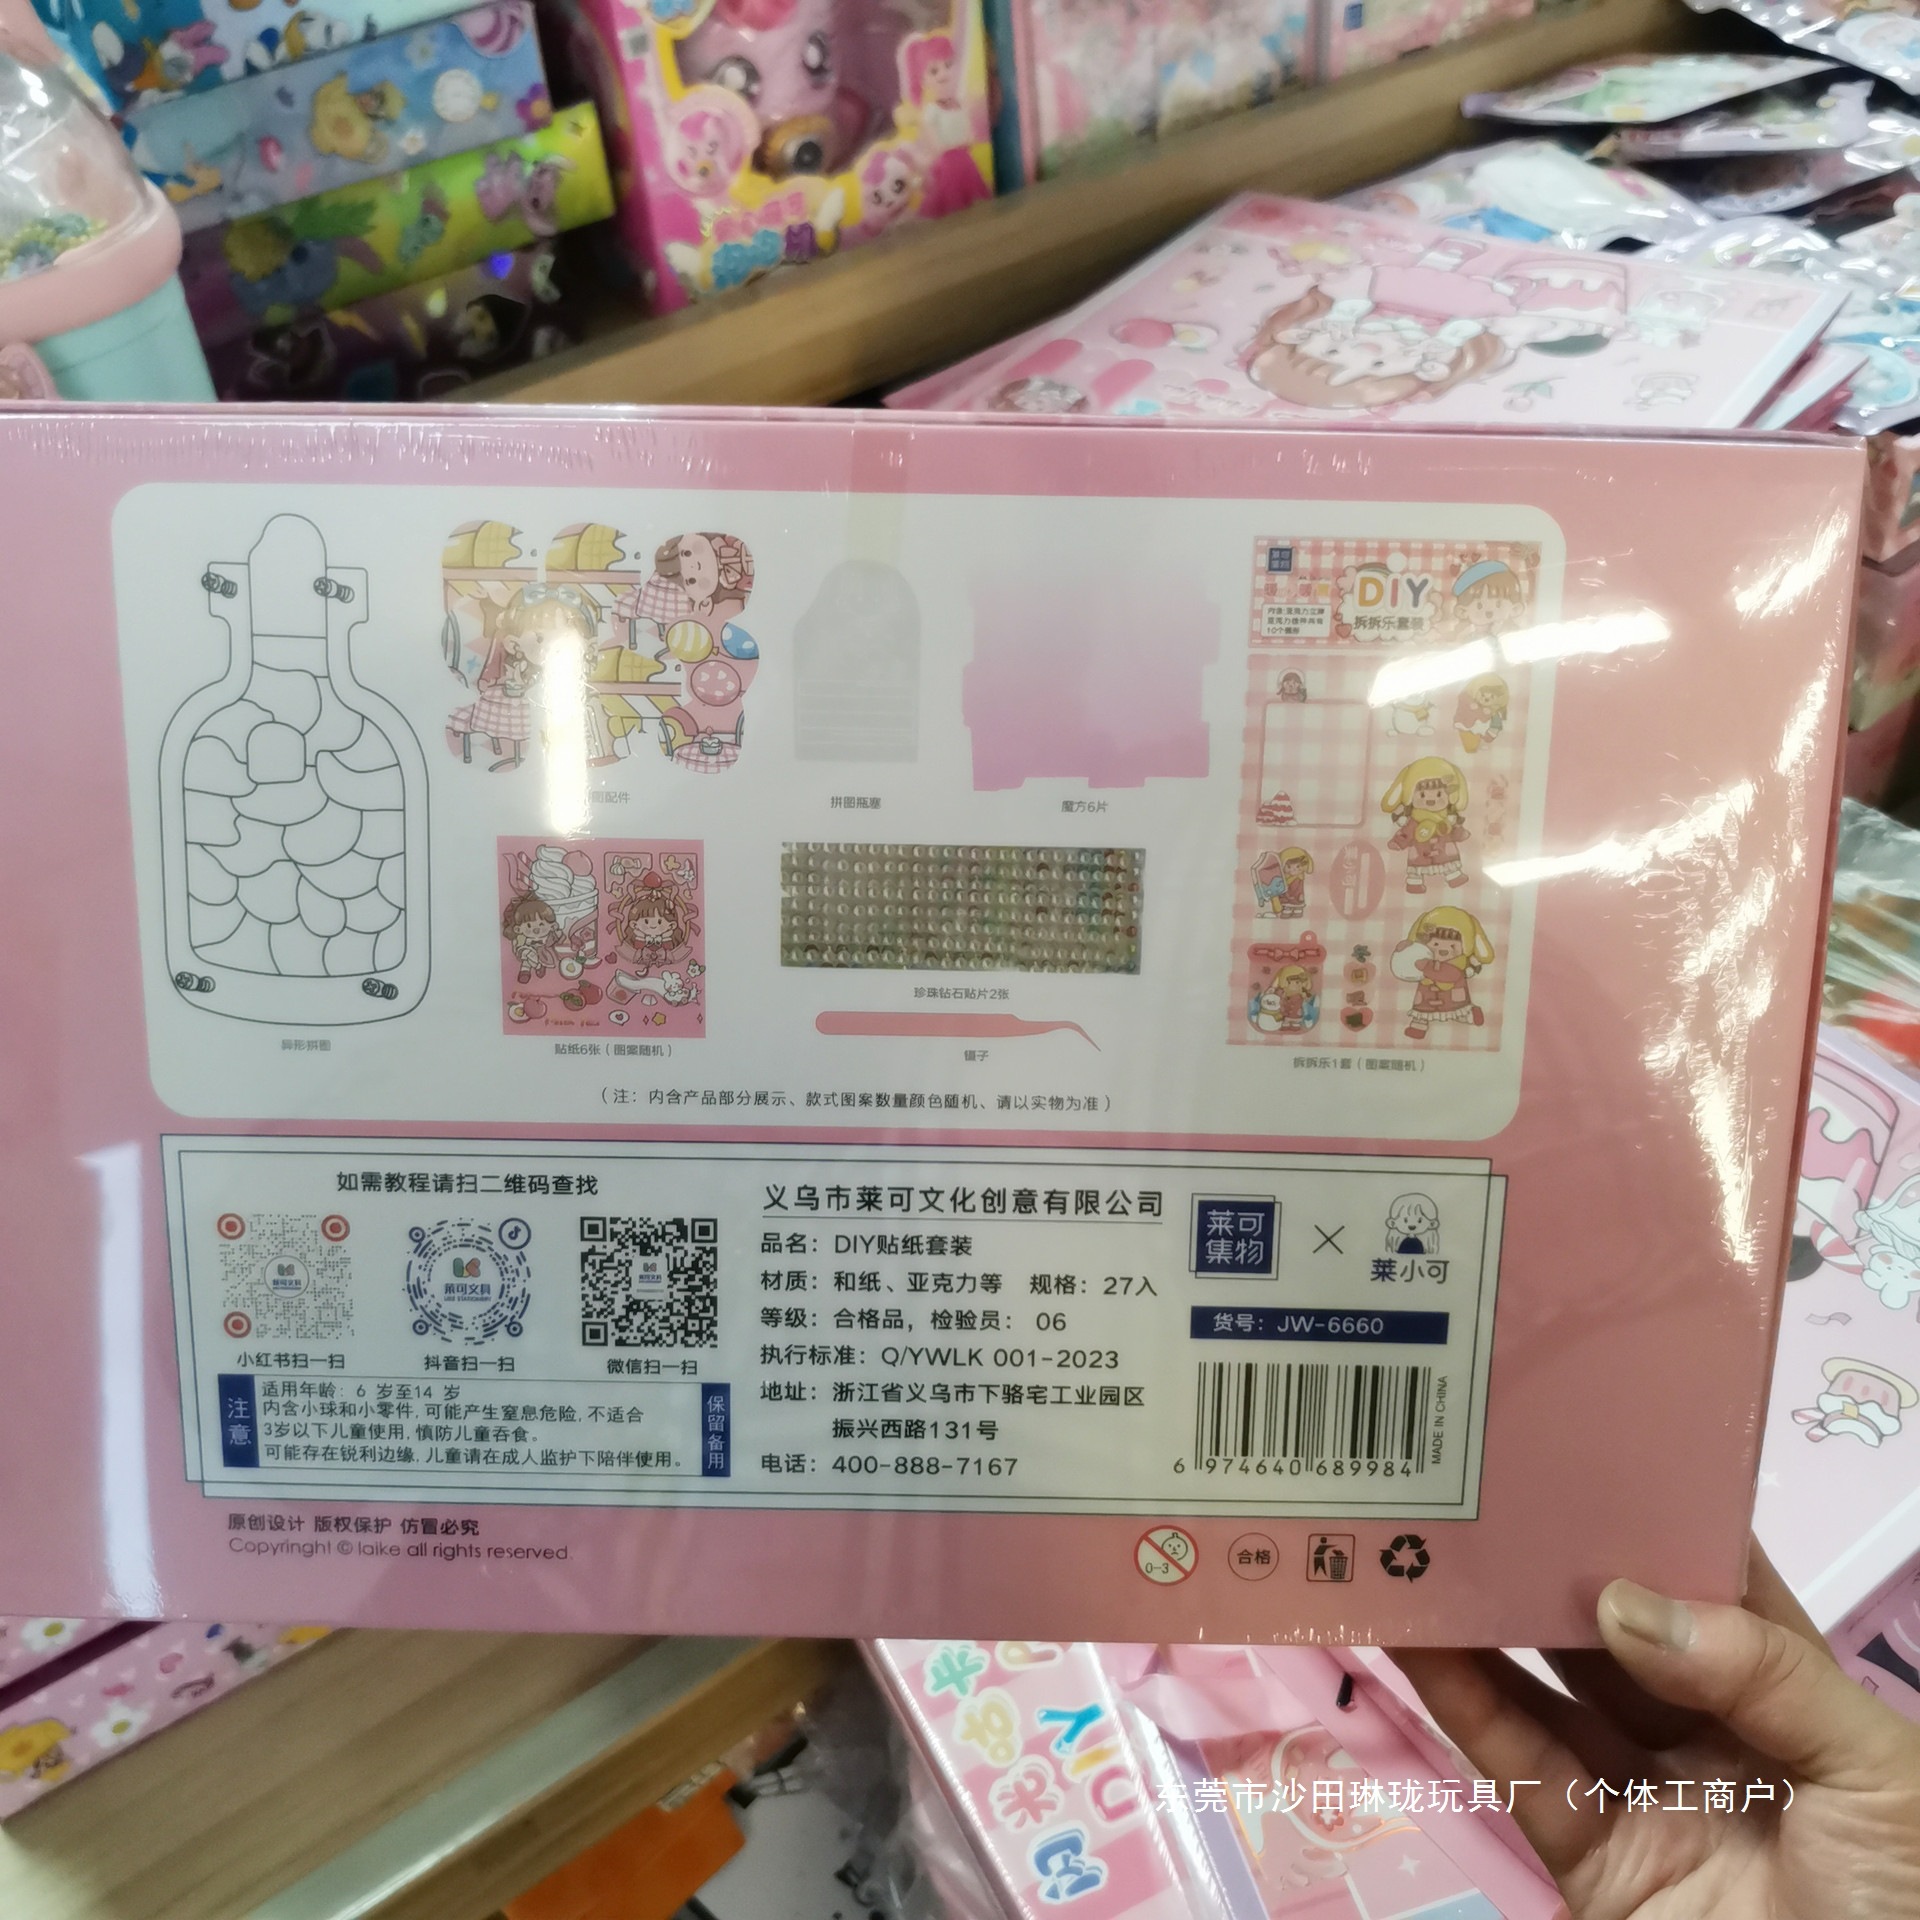 DIY
拆拆乐套装
10个图形
图配件
拼图瓶塞
魔方6片
珍珠钻石贴片2张
异形拼图
贴纸6张（图案随机）
镊子
拆拆乐1套（图案随机）
（注：内含产品部分展示、款式图案数量颜色随机、请以实物为准）
如需教程请扫二维码查找
莱可文具
小红书扫一扫
抖音扫一扫
微信扫一扫
注意
适用年龄：6 岁至14 岁
内含小球和小零件，可能产生窒息危险，不适合
3岁以下儿童使用，慎防儿童吞食。
可能存在锐利边缘，儿童请在成人监护下陪伴使用。
保留备用
义乌市莱可文化创意有限公司
品名：DIY贴纸套装
材质：和纸、亚克力等 规格：27入
等级：合格品，检验员： 06
执行标准：Q/YWLK 001-2023
地址：浙江省义乌市下骆宅工业园区
振兴西路131号
电话：400-888-7167
莱可
集物
×
莱小可
货号：JW-6660
6 974640 689984
MADE IN CHINA
原创设计 版权保护 仿冒必究
Copyringht © laike all rights reserved.
0-3
合格
DIY
东莞市沙田琳珑玩具厂（个体工商户）